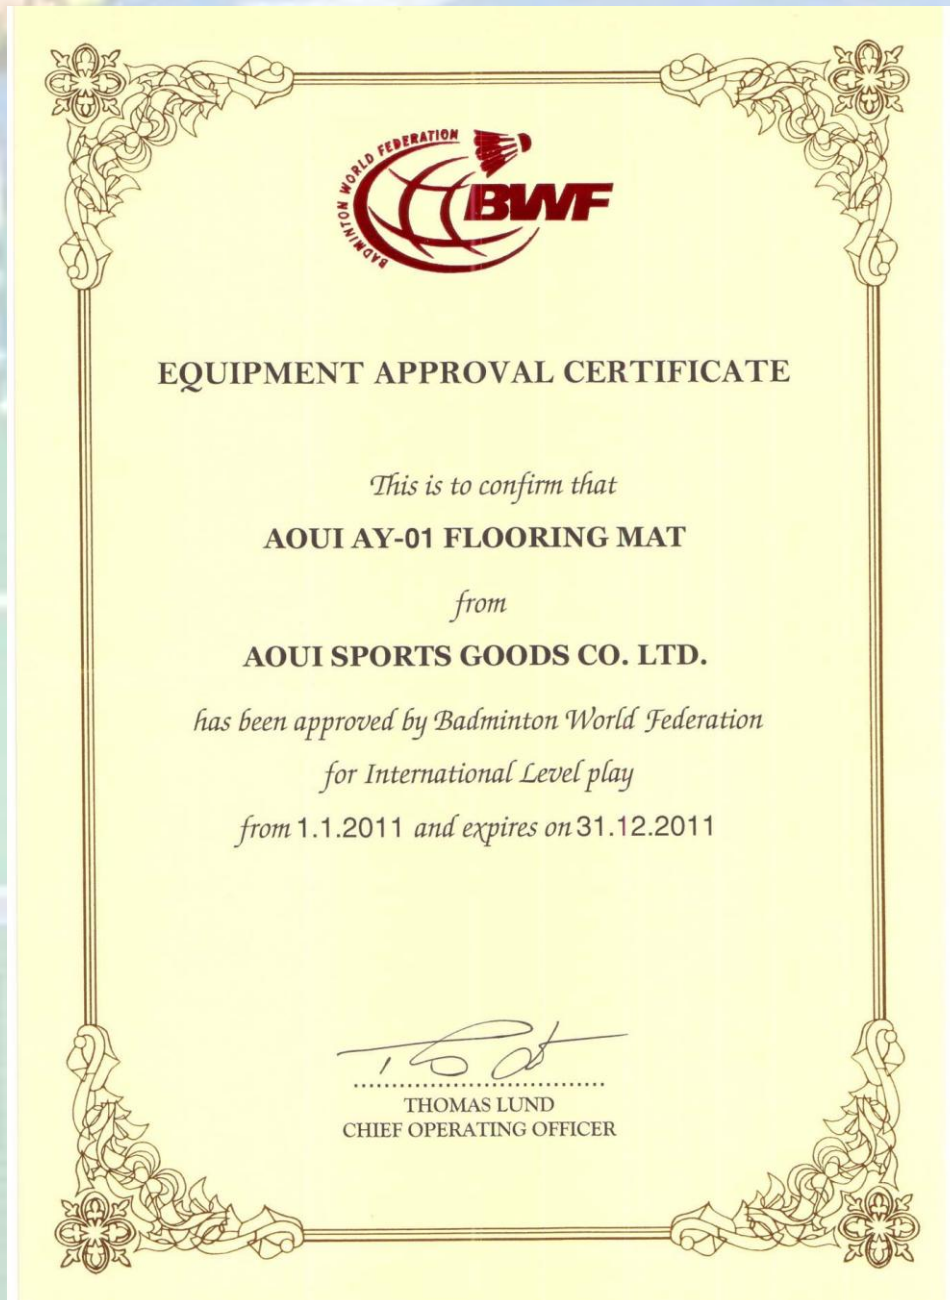 BADMINTON WORLD FEDERATION
BWF
EQUIPMENT APPROVAL CERTIFICATE
This is to confirm that
AOUI AY-01 FLOORING MAT
from
AOUI SPORTS GOODS CO. LTD.
has been approved by Badminton World Federation
for International Level play
from 1.1.2011 and expires on 31.12.2011
THOMAS LUND
CHIEF OPERATING OFFICER